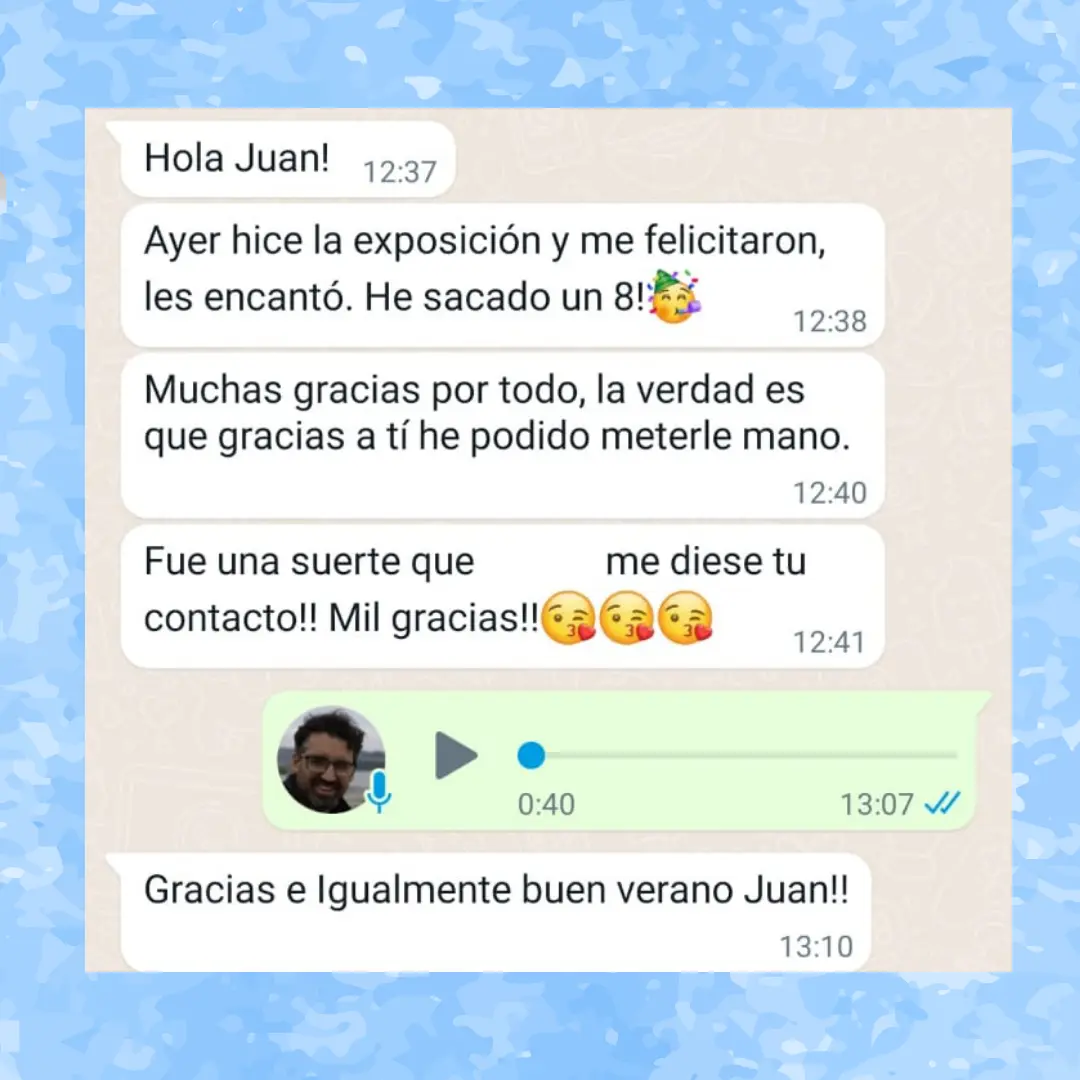 Hola Juan!
12:37
Ayer hice la exposición y me felicitaron,
les encantó. He sacado un 8!🥳
12:38
Muchas gracias por todo, la verdad es
que gracias a tí he podido meterle mano.
12:40
Fue una suerte que me diese tu
contacto!! Mil gracias!!😘😘😘
12:41
0:40
13:07
Gracias e Igualmente buen verano Juan!!
13:10